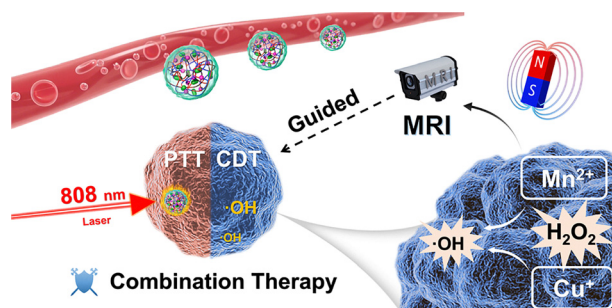 N
S
MRI
MRI
Guided
PTT CDT
808 nm
Laser
·OH
OH
Mn²⁺
·OH
H₂O₂
Cu⁺
Combination Therapy